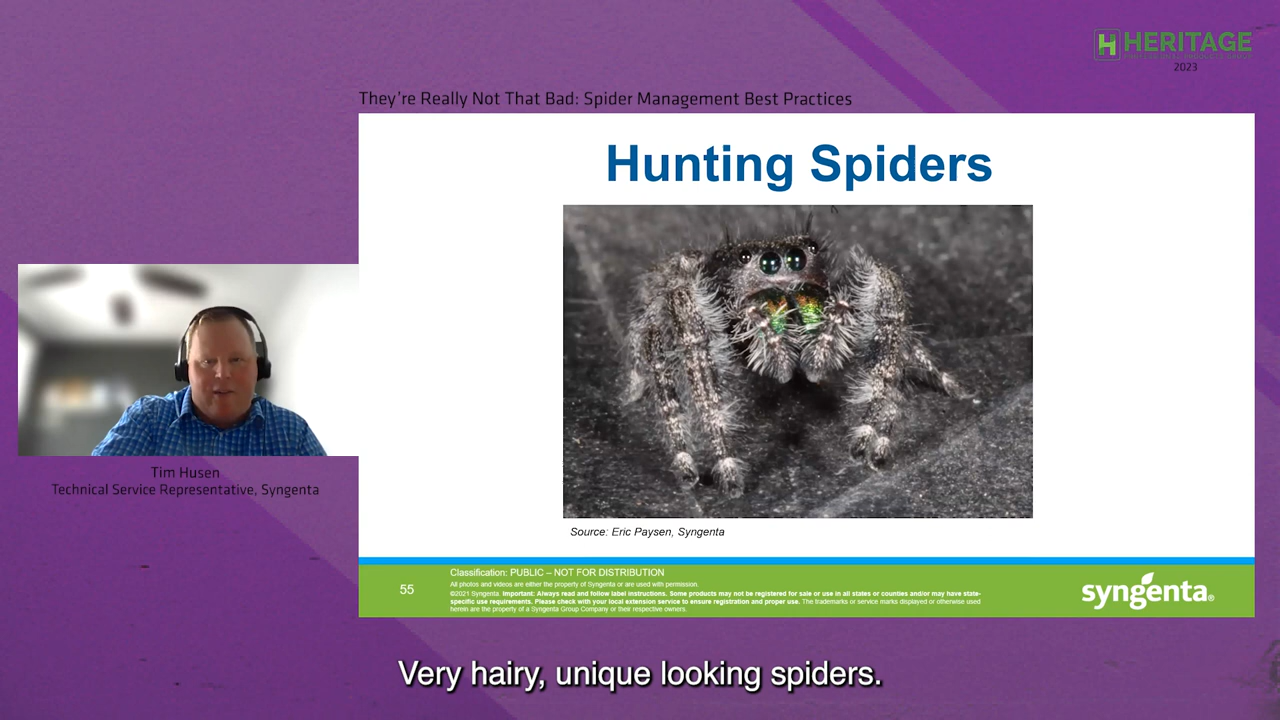 HERITAGE
2023
They're Really Not That Bad: Spider Management Best Practices
Hunting Spiders
Source: Eric Paysen, Syngenta
Tim Husen
Technical Service Representative, Syngenta
55
Classification: PUBLIC – NOT FOR DISTRIBUTION
All photos and videos are either the property of Syngenta or are used with permission.
©2021 Syngenta. Important: Always read and follow label instructions. Some products may not be registered for sale or use in all states or counties and/or may have state-
specific use requirements. Please check with your local extension service to ensure registration and proper use. The trademarks or service marks displayed or otherwise used
herein are the property of a Syngenta Group Company or their respective owners.
syngenta®
Very hairy, unique looking spiders.